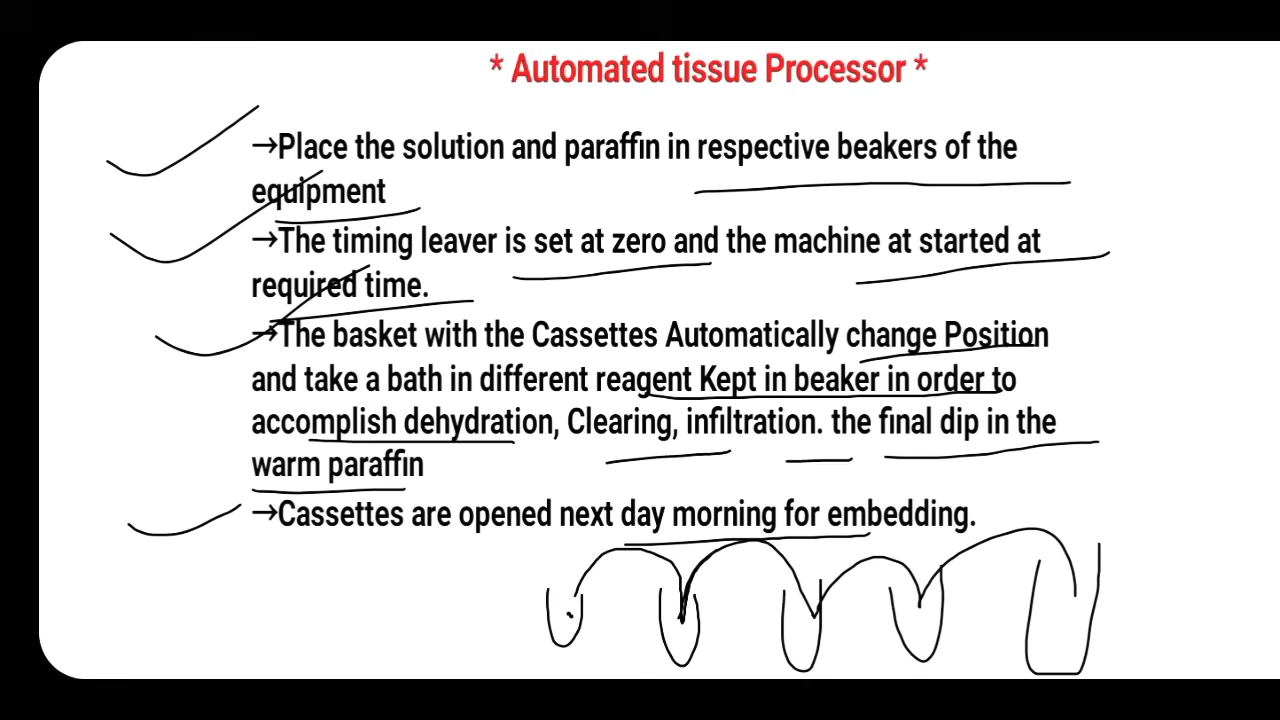 * Automated tissue Processor *
→Place the solution and paraffin in respective beakers of the
equipment
→The timing leaver is set at zero and the machine at started at
required time.
→The basket with the Cassettes Automatically change Position
and take a bath in different reagent Kept in beaker in order to
accomplish dehydration, Clearing, infiltration. the final dip in the
warm paraffin
→Cassettes are opened next day morning for embedding.